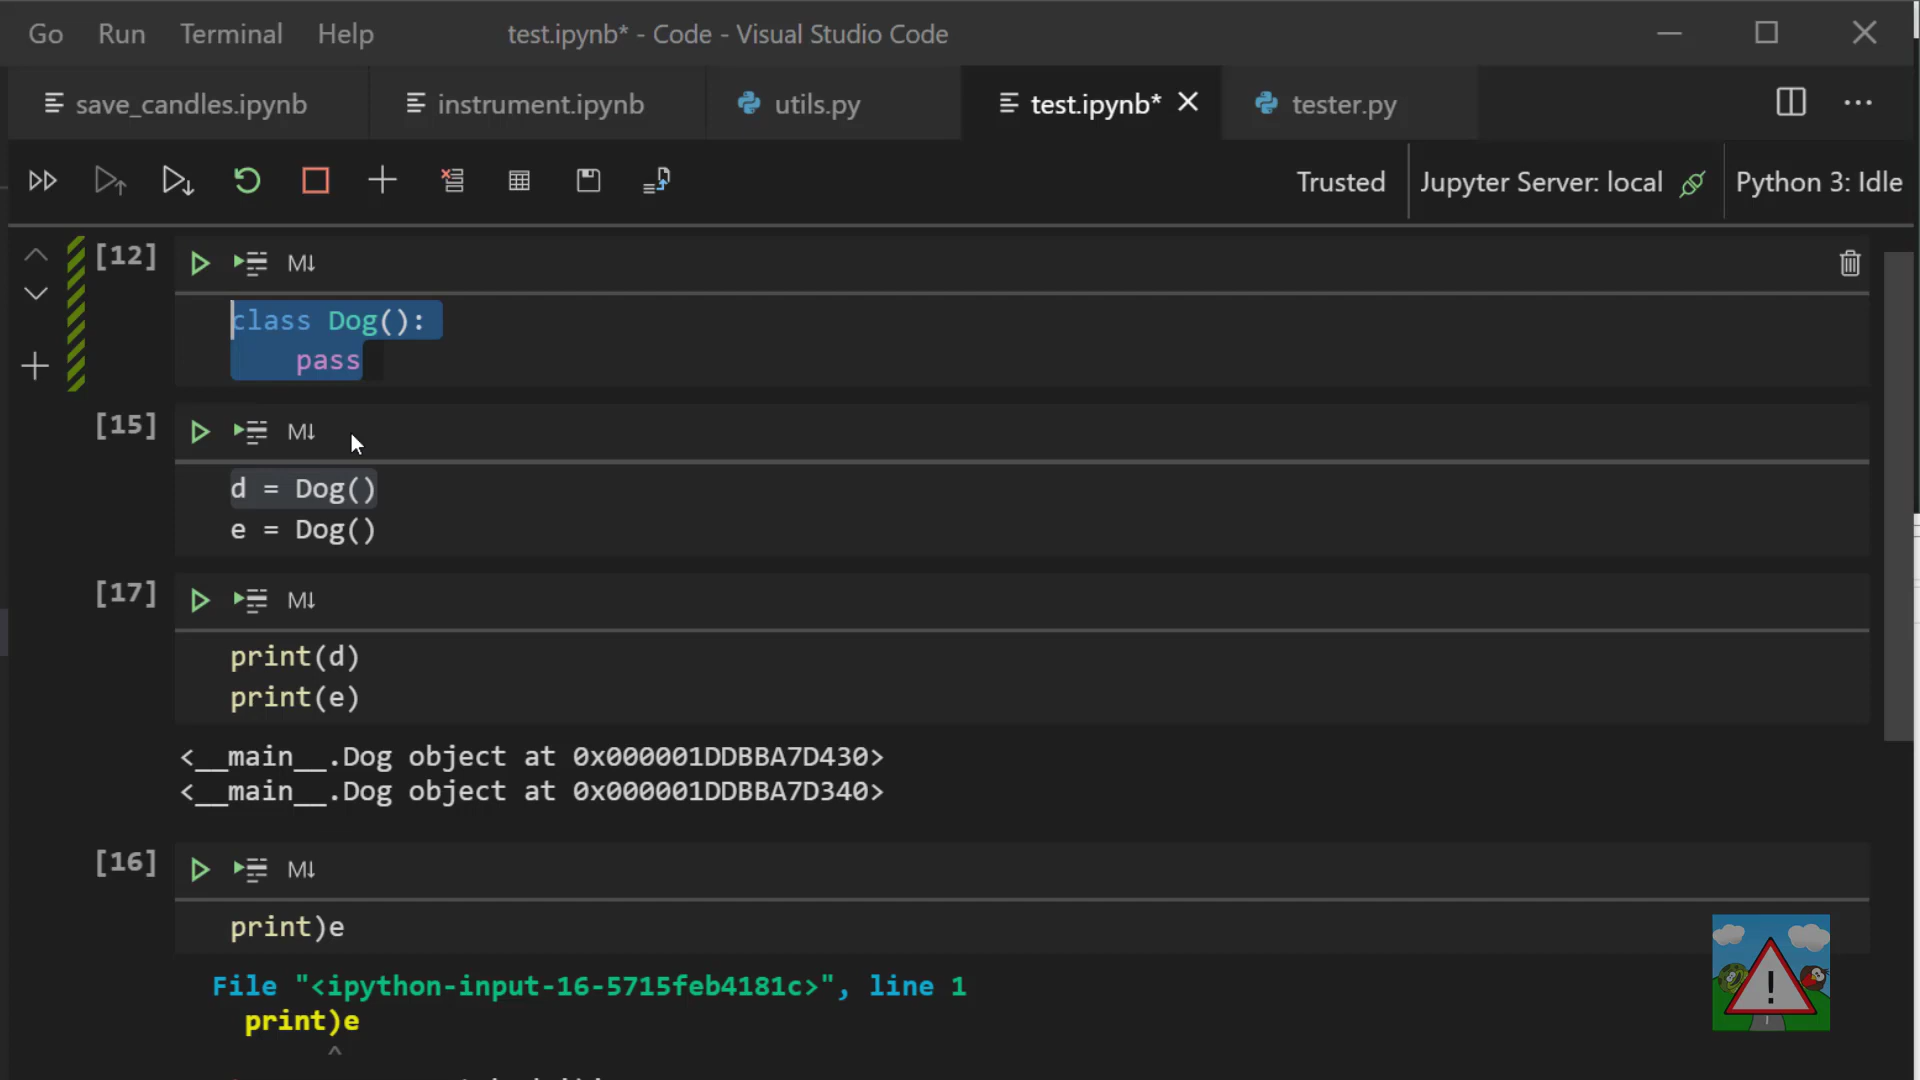 Go Run Terminal Help test.ipynb* - Code - Visual Studio Code
save_candles.ipynb instrument.ipynb utils.py test.ipynb* tester.py
Trusted Jupyter Server: local Python 3: Idle
[12] M↓
class Dog():
    pass
[15] M↓
d = Dog()
e = Dog()
[17] M↓
print(d)
print(e)
<__main__.Dog object at 0x000001DDBBA7D430>
<__main__.Dog object at 0x000001DDBBA7D340>
[16] M↓
print)e
File "<ipython-input-16-5715feb4181c>", line 1
print)e
^
!